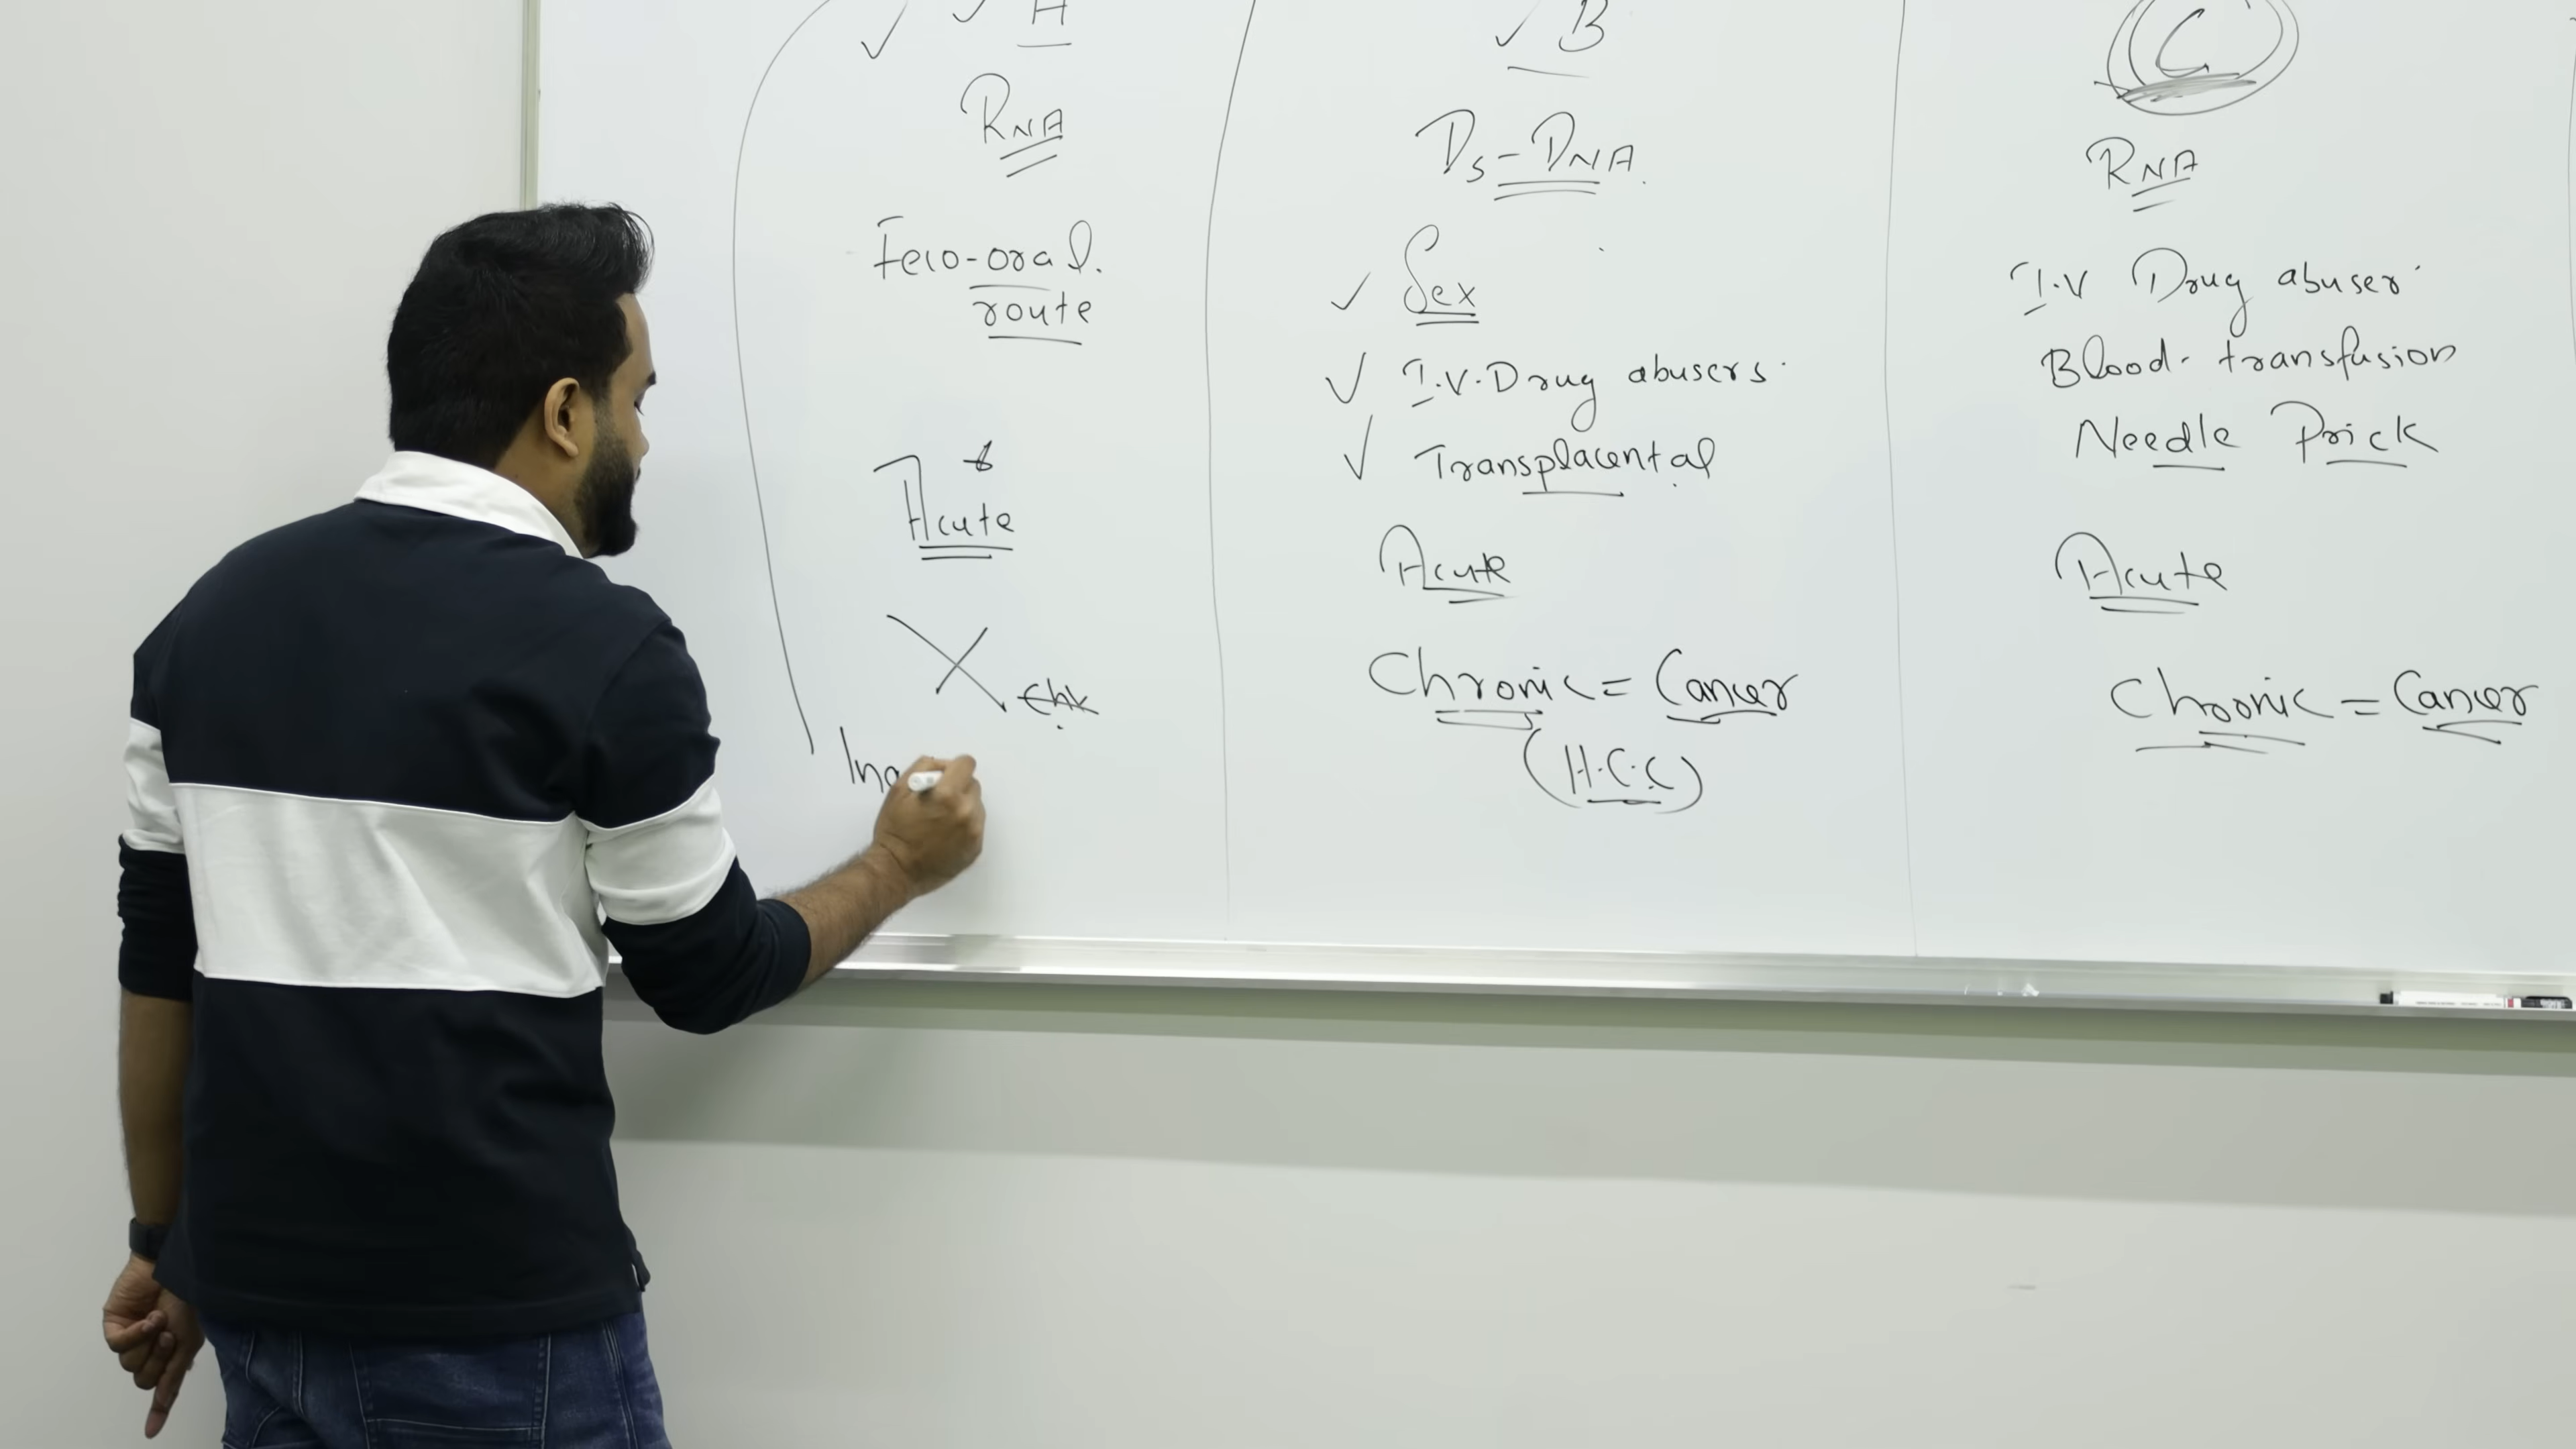 A
RNA
Feco-oral.
route
Acute
Ina
B
Ds-DNA.
Sex
I.V. Drug abusers.
Transplacental
Acute
Chronic = Cancer
(H.C.C)
C
RNA
I.V Drug abuser
Blood- transfusion
Needle Prick
Acute
Chronic = Cancer